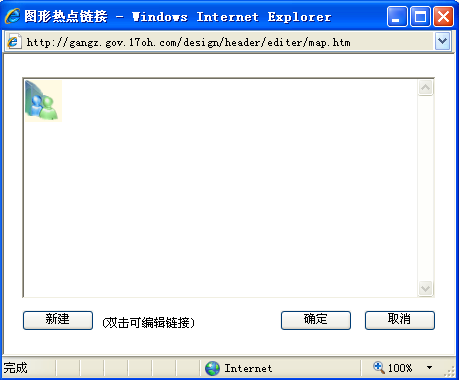 图形热点链接 - Windows Internet Explorer
http://gangz.gov.17oh.com/design/header/editer/map.htm
新建 (双击可编辑链接) 确定 取消
完成 Internet 100%